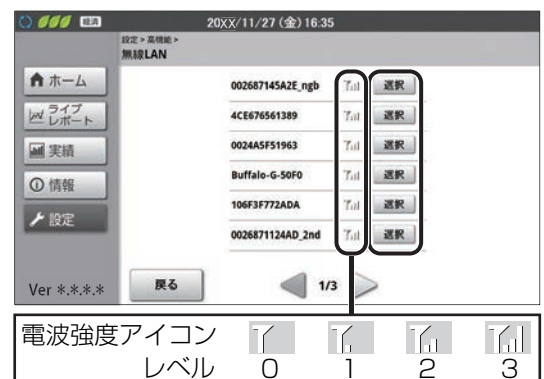 経済 20XX/11/27 (金) 16:35
設定 > 高機能 >
無線LAN
ホーム
ライブ
レポート
実績
情報
設定
Ver *.*.*.*
002687145A2E_ngb 選択
4CE676561389 選択
0024A5F51963 選択
Buffalo-G-50F0 選択
106F3F772ADA 選択
0026871124AD_2nd 選択
戻る 1/3
電波強度アイコン
レベル 0 1 2 3